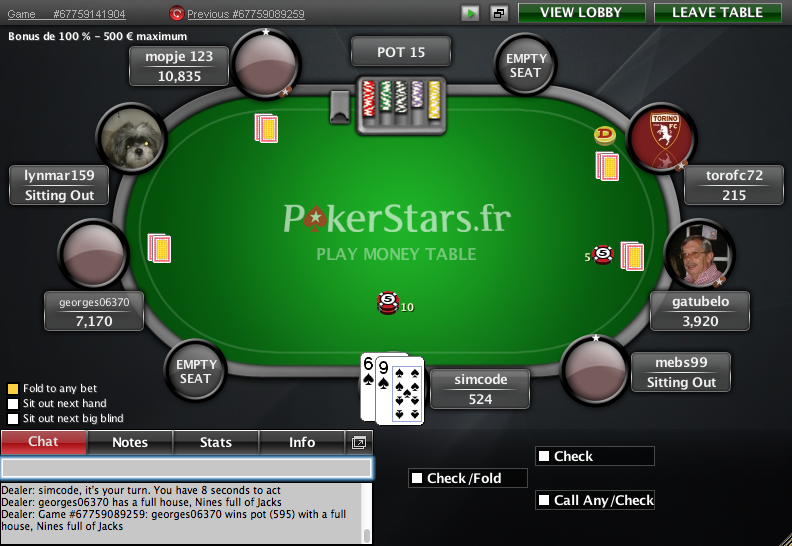 Game #67759141904 Previous #67759089259 VIEW LOBBY LEAVE TABLE
Bonus de 100 % - 500 € maximum
mopje 123
10,835
POT 15
EMPTY
SEAT
TORINO
FC
D
lynmar159
Sitting Out
torofc72
215
PokerStars.fr
PLAY MONEY TABLE
georges06370
7,170
5
gatubelo
3,920
10
EMPTY
SEAT
6
9
simcode
524
mebs99
Sitting Out
Fold to any bet
Sit out next hand
Sit out next big blind
Chat Notes Stats Info
Dealer: simcode, it's your turn. You have 8 seconds to act
Dealer: georges06370 has a full house, Nines full of Jacks
Dealer: Game #67759089259: georges06370 wins pot (595) with a full
house, Nines full of Jacks
Check/Fold
Check
Call Any/Check